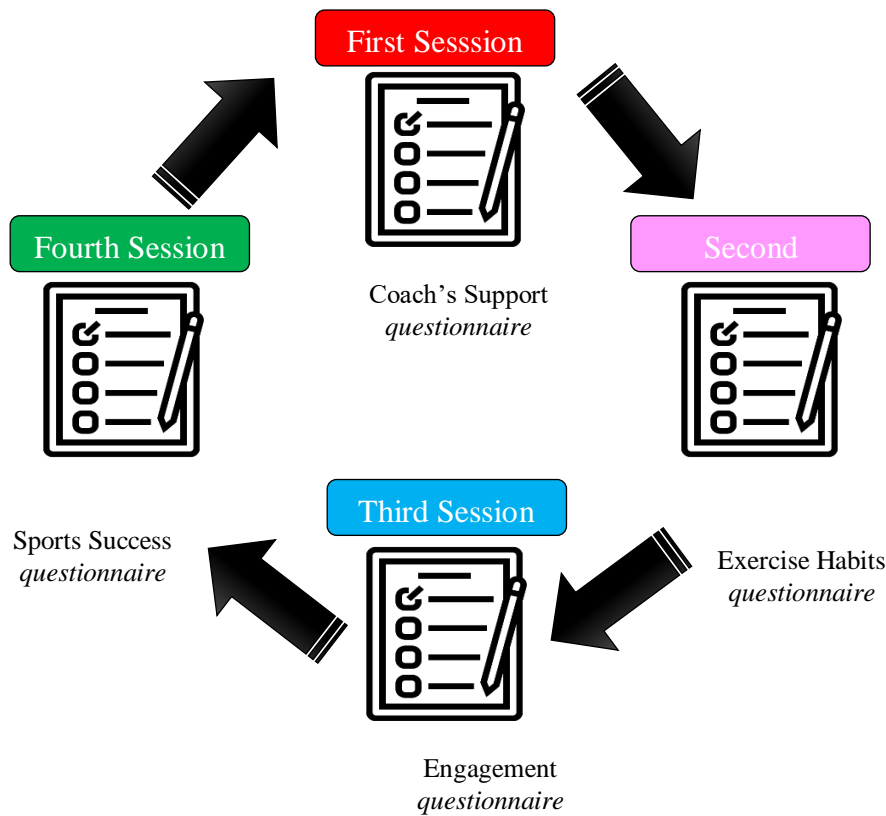 First Sesssion
Coach's Support
questionnaire
Second
Exercise Habits
questionnaire
Third Session
Engagement
questionnaire
Fourth Session
Sports Success
questionnaire